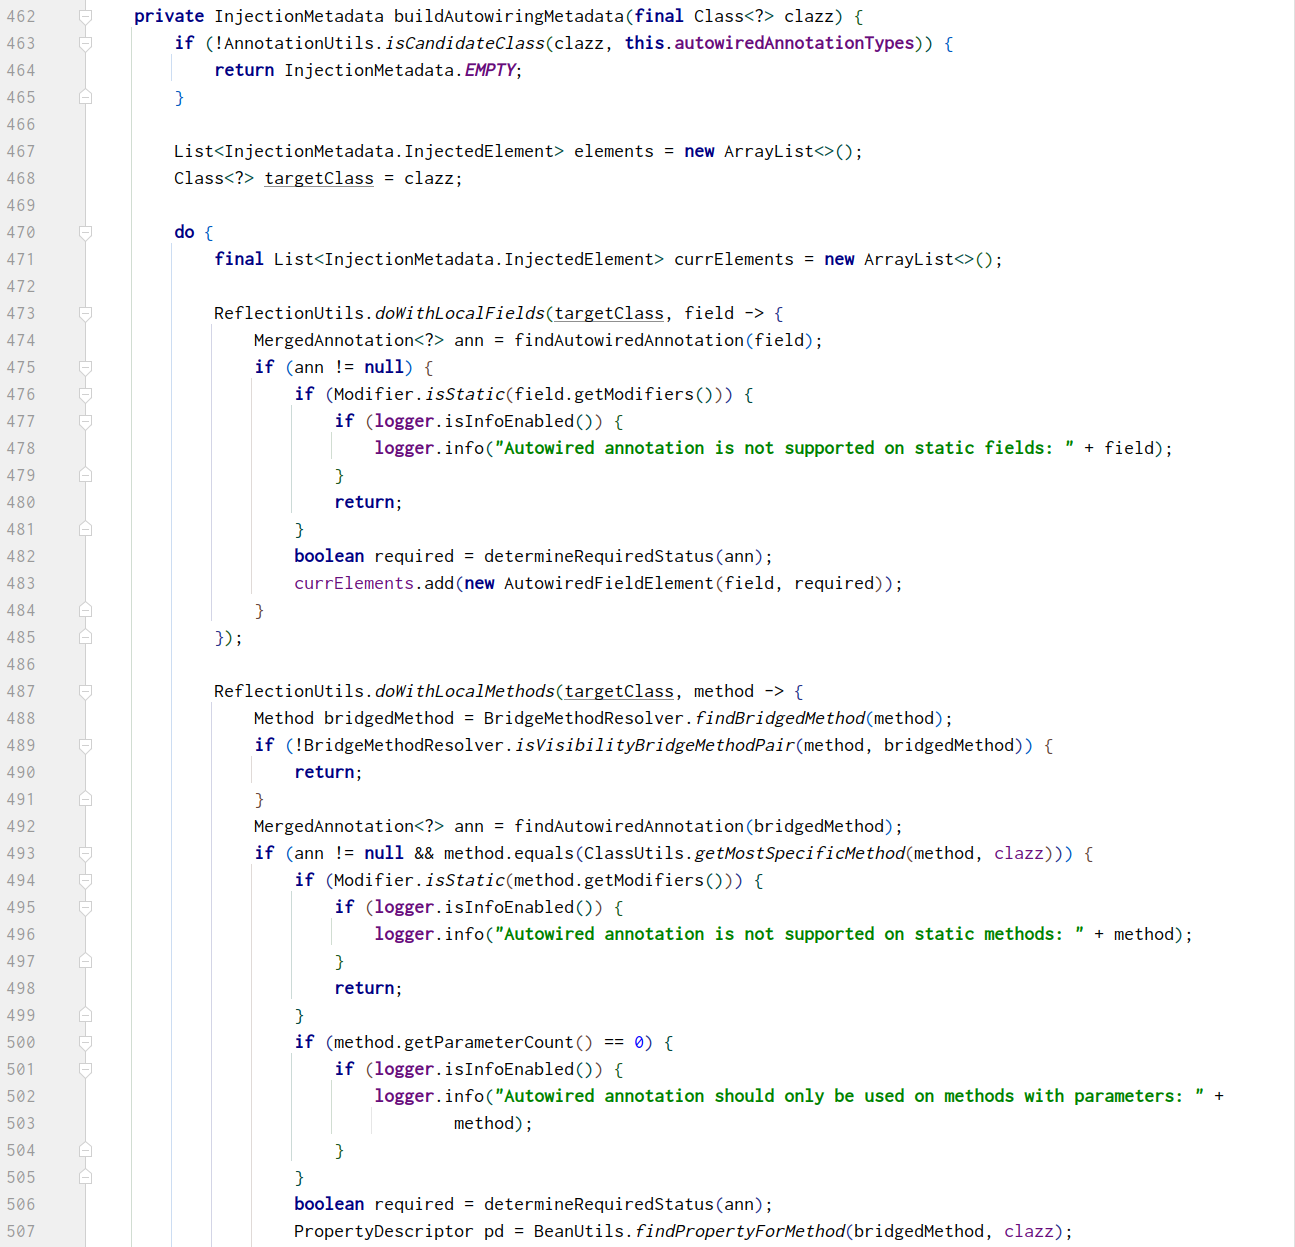 462 private InjectionMetadata buildAutowiringMetadata(final Class<?> clazz) {
463 if (!AnnotationUtils.isCandidateClass(clazz, this.autowiredAnnotationTypes)) {
464 return InjectionMetadata.EMPTY;
465 }
466
467 List<InjectionMetadata.InjectedElement> elements = new ArrayList<>();
468 Class<?> targetClass = clazz;
469
470 do {
471 final List<InjectionMetadata.InjectedElement> currElements = new ArrayList<>();
472
473 ReflectionUtils.doWithLocalFields(targetClass, field -> {
474 MergedAnnotation<?> ann = findAutowiredAnnotation(field);
475 if (ann != null) {
476 if (Modifier.isStatic(field.getModifiers())) {
477 if (logger.isInfoEnabled()) {
478 logger.info("Autowired annotation is not supported on static fields: " + field);
479 }
480 return;
481 }
482 boolean required = determineRequiredStatus(ann);
483 currElements.add(new AutowiredFieldElement(field, required));
484 }
485 });
486
487 ReflectionUtils.doWithLocalMethods(targetClass, method -> {
488 Method bridgedMethod = BridgeMethodResolver.findBridgedMethod(method);
489 if (!BridgeMethodResolver.isVisibilityBridgeMethodPair(method, bridgedMethod)) {
490 return;
491 }
492 MergedAnnotation<?> ann = findAutowiredAnnotation(bridgedMethod);
493 if (ann != null && method.equals(ClassUtils.getMostSpecificMethod(method, clazz))) {
494 if (Modifier.isStatic(method.getModifiers())) {
495 if (logger.isInfoEnabled()) {
496 logger.info("Autowired annotation is not supported on static methods: " + method);
497 }
498 return;
499 }
500 if (method.getParameterCount() == 0) {
501 if (logger.isInfoEnabled()) {
502 logger.info("Autowired annotation should only be used on methods with parameters: " +
503 method);
504 }
505 }
506 boolean required = determineRequiredStatus(ann);
507 PropertyDescriptor pd = BeanUtils.findPropertyForMethod(bridgedMethod, clazz);